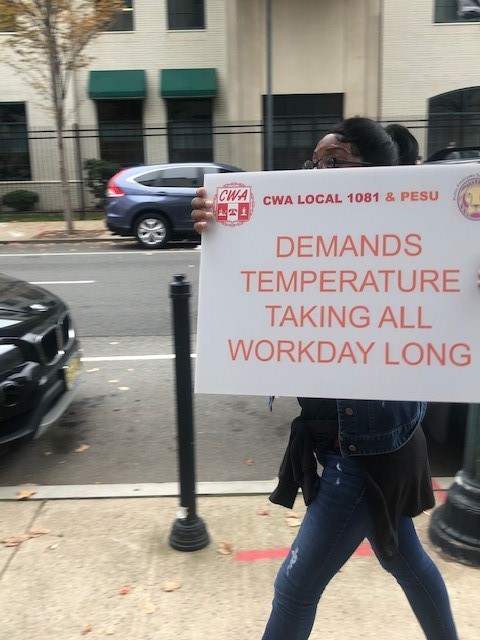 CWA
CWA LOCAL 1081 & PESU
DEMANDS
TEMPERATURE
TAKING ALL
WORKDAY LONG